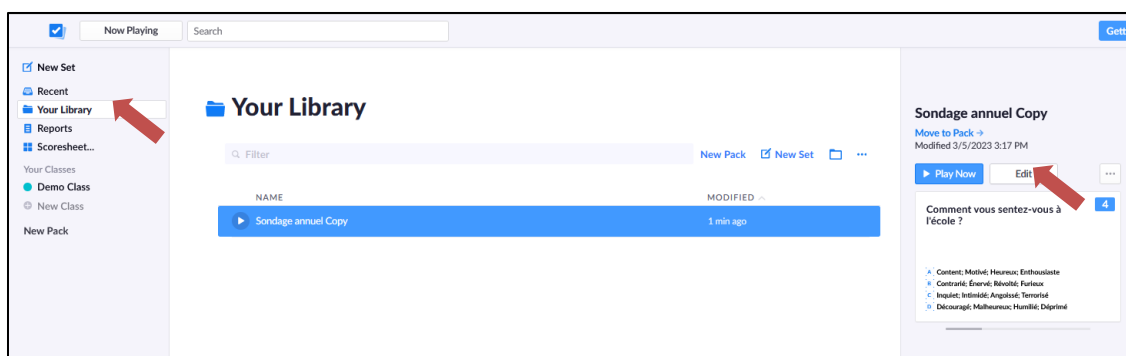 Now Playing
Search
Gett
New Set
Recent
Your Library
Reports
Scoresheet...
Your Classes
Demo Class
New Class
New Pack
Your Library
Filter
New Pack New Set ...
NAME MODIFIED
Sondage annuel Copy 1 min ago
Sondage annuel Copy
Move to Pack →
Modified 3/5/2023 3:17 PM
Play Now Edit ...
4
Comment vous sentez-vous à
l'école ?
A Content; Motivé; Heureux; Enthousiaste
B Contrarié; Énervé; Révolté; Furieux
C Inquiet; Intimidé; Angoissé; Terrorisé
D Découragé; Malheureux; Humilié; Déprimé